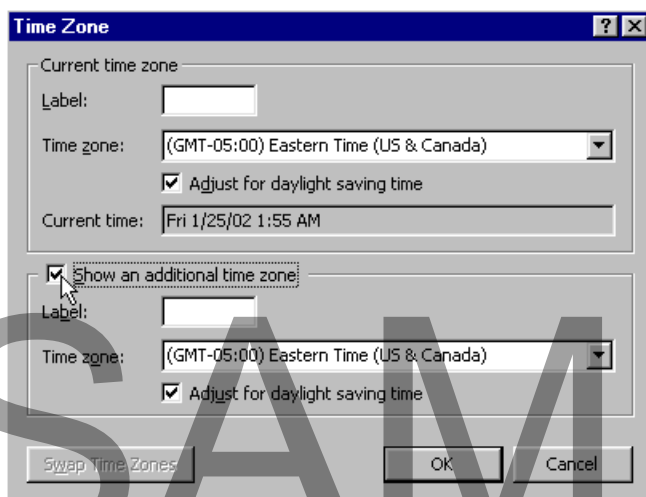 Time Zone
Current time zone
Label:
Time zone: (GMT-05:00) Eastern Time (US & Canada)
Adjust for daylight saving time
Current time: Fri 1/25/02 1:55 AM
Show an additional time zone
Label:
Time zone: (GMT-05:00) Eastern Time (US & Canada)
Adjust for daylight saving time
Swap Time Zones OK Cancel
SAM